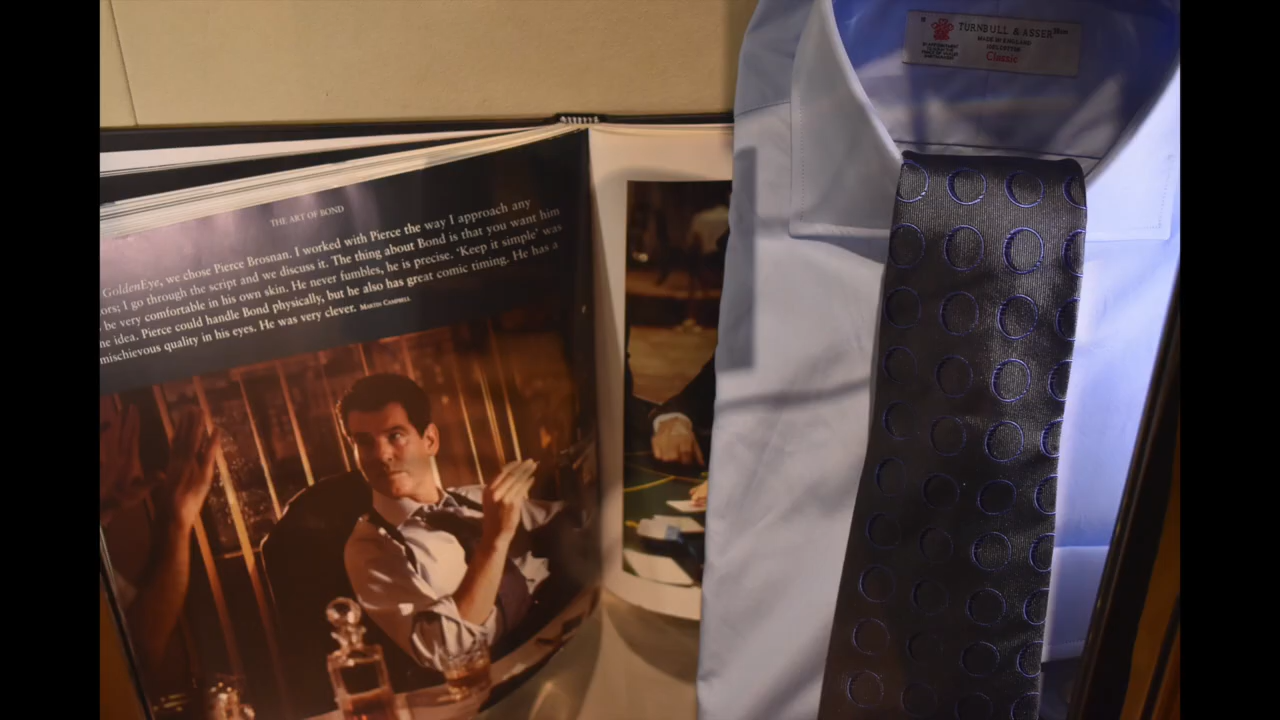 THE ART OF BOND
GoldenEye, we chose Pierce Brosnan. I worked with Pierce the way I approach any
ors; I go through the script and we discuss it. The thing about Bond is that you want him
be very comfortable in his own skin. He never fumbles, he is precise. 'Keep it simple' was
ne idea. Pierce could handle Bond physically, but he also has great comic timing. He has a
mischievous quality in his eyes. He was very clever. MARTIN CAMPBELL
TURNBULL & ASSER
MADE IN ENGLAND
Classic